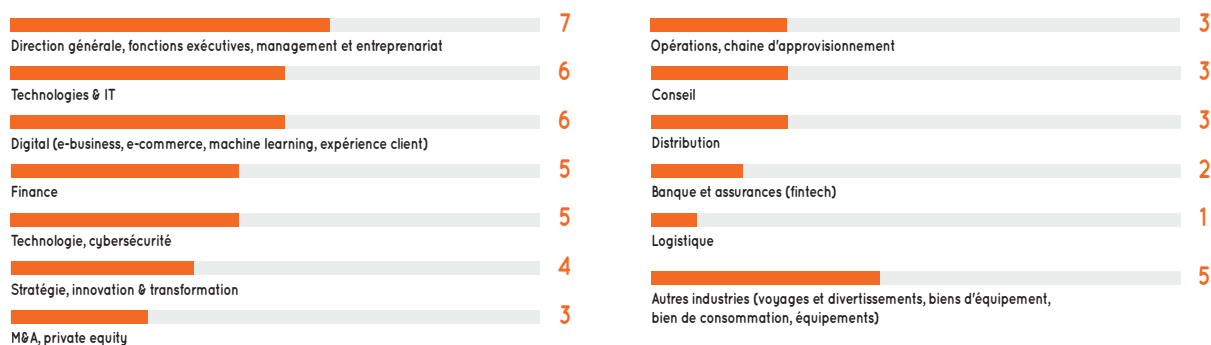 7
Direction générale, fonctions exécutives, management et entreprenariat
6
Technologies & IT
6
Digital (e-business, e-commerce, machine learning, expérience client)
5
Finance
5
Technologie, cybersécurité
4
Stratégie, innovation & transformation
3
M&A, private equity
3
Opérations, chaine d'approvisionnement
3
Conseil
3
Distribution
2
Banque et assurances (fintech)
1
Logistique
5
Autres industries (voyages et divertissements, biens d'équipement,
bien de consommation, équipements)